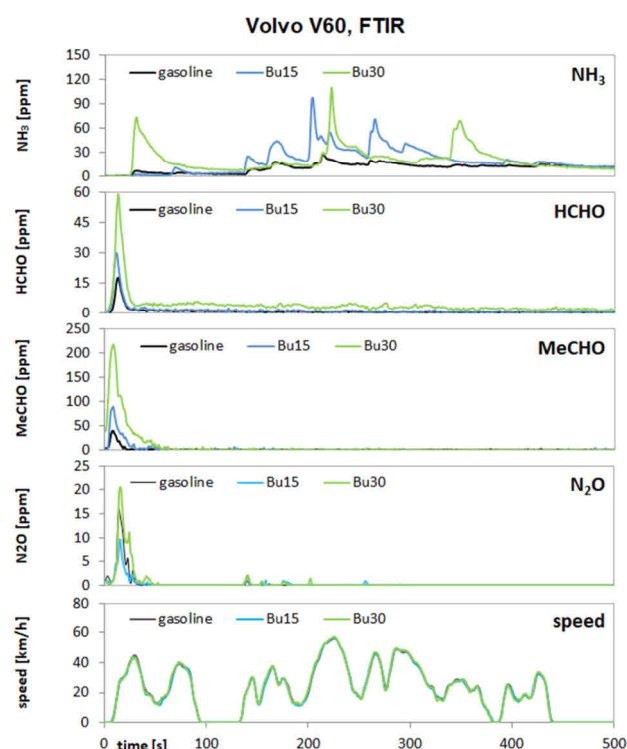 Volvo V60, FTIR
150
120
90
60
30
0
NH₃ [ppm]
gasoline Bu15 Bu30
NH₃
60
45
30
15
0
HCHO [ppm]
gasoline Bu15 Bu30
HCHO
250
200
150
100
50
0
MeCHO [ppm]
gasoline Bu15 Bu30
MeCHO
25
20
15
10
5
0
N2O [ppm]
gasoline Bu15 Bu30
N₂O
80
60
40
20
0
speed [km/h]
gasoline Bu15 Bu30
speed
0 time [s] 100 200 300 400 500